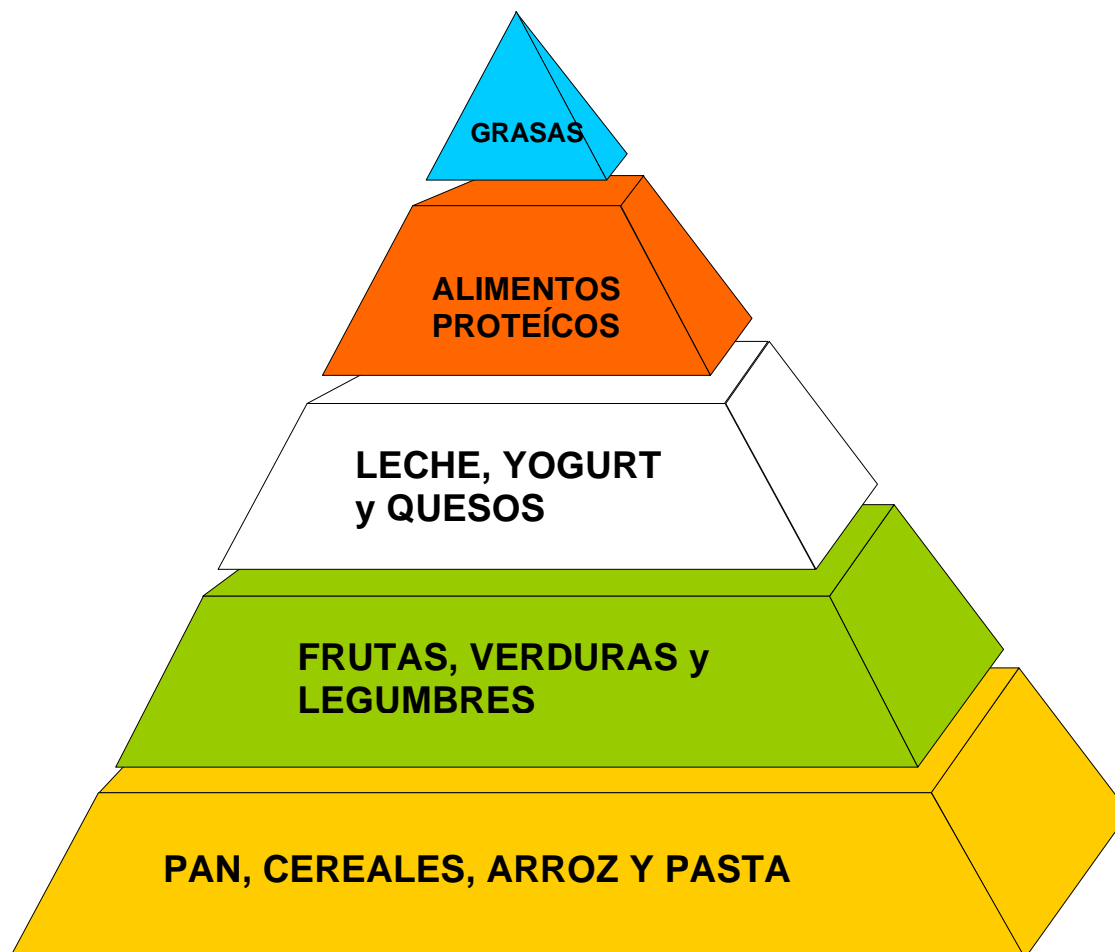 GRASAS
ALIMENTOS
PROTEÍCOS
LECHE, YOGURT
y QUESOS
FRUTAS, VERDURAS y
LEGUMBRES
PAN, CEREALES, ARROZ Y PASTA